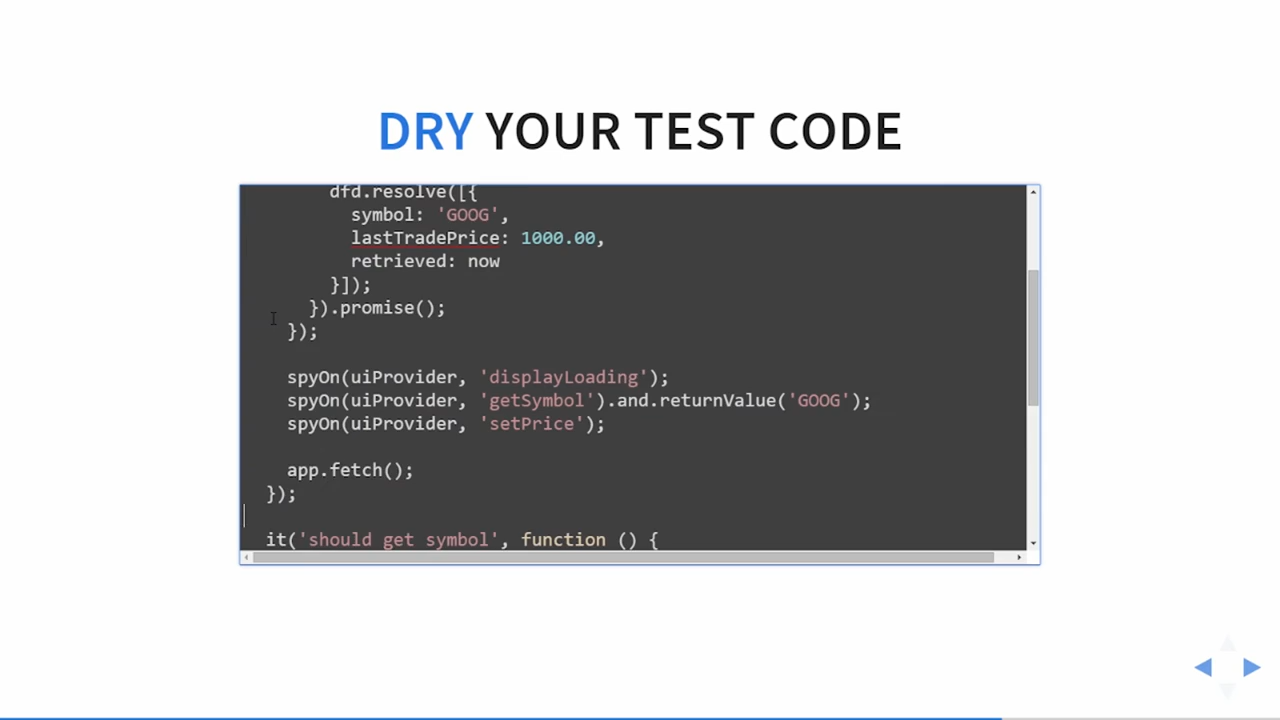 DRY YOUR TEST CODE
dfd.resolve([{
symbol: 'GOOG',
lastTradePrice: 1000.00,
retrieved: now
}]);
}).promise();
});
spyOn(uiProvider, 'displayLoading');
spyOn(uiProvider, 'getSymbol').and.returnValue('GOOG');
spyOn(uiProvider, 'setPrice');
app.fetch();
});
it('should get symbol', function () {